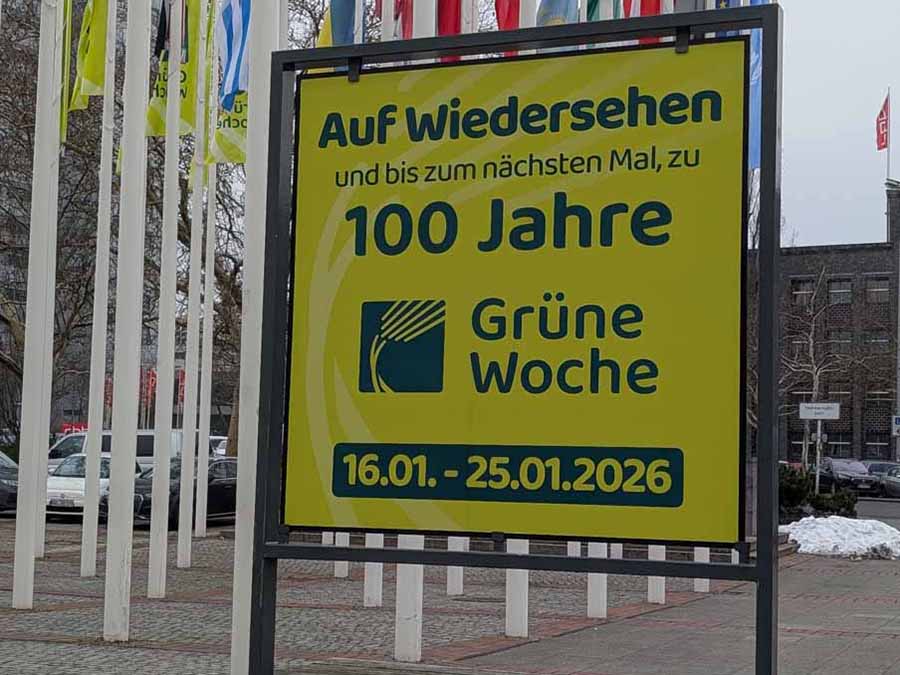 Auf Wiedersehen
und bis zum nächsten Mal, zu
100 Jahre
Grüne
Woche
16.01. - 25.01.2026